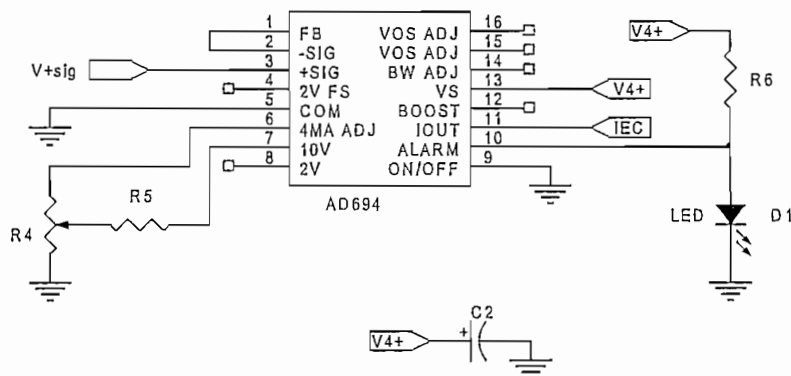 1 FB VOS ADJ 16
2 -SIG VOS ADJ 15
V+sig 3 +SIG BW ADJ 14
4 2V FS VS 13 V4+
5 COM BOOST 12
6 4MA ADJ IOUT 11 IEC
7 10V ALARM 10
8 2V ON/OFF 9
AD694
V4+
R6
R5
R4
LED D1
C2
V4+ +